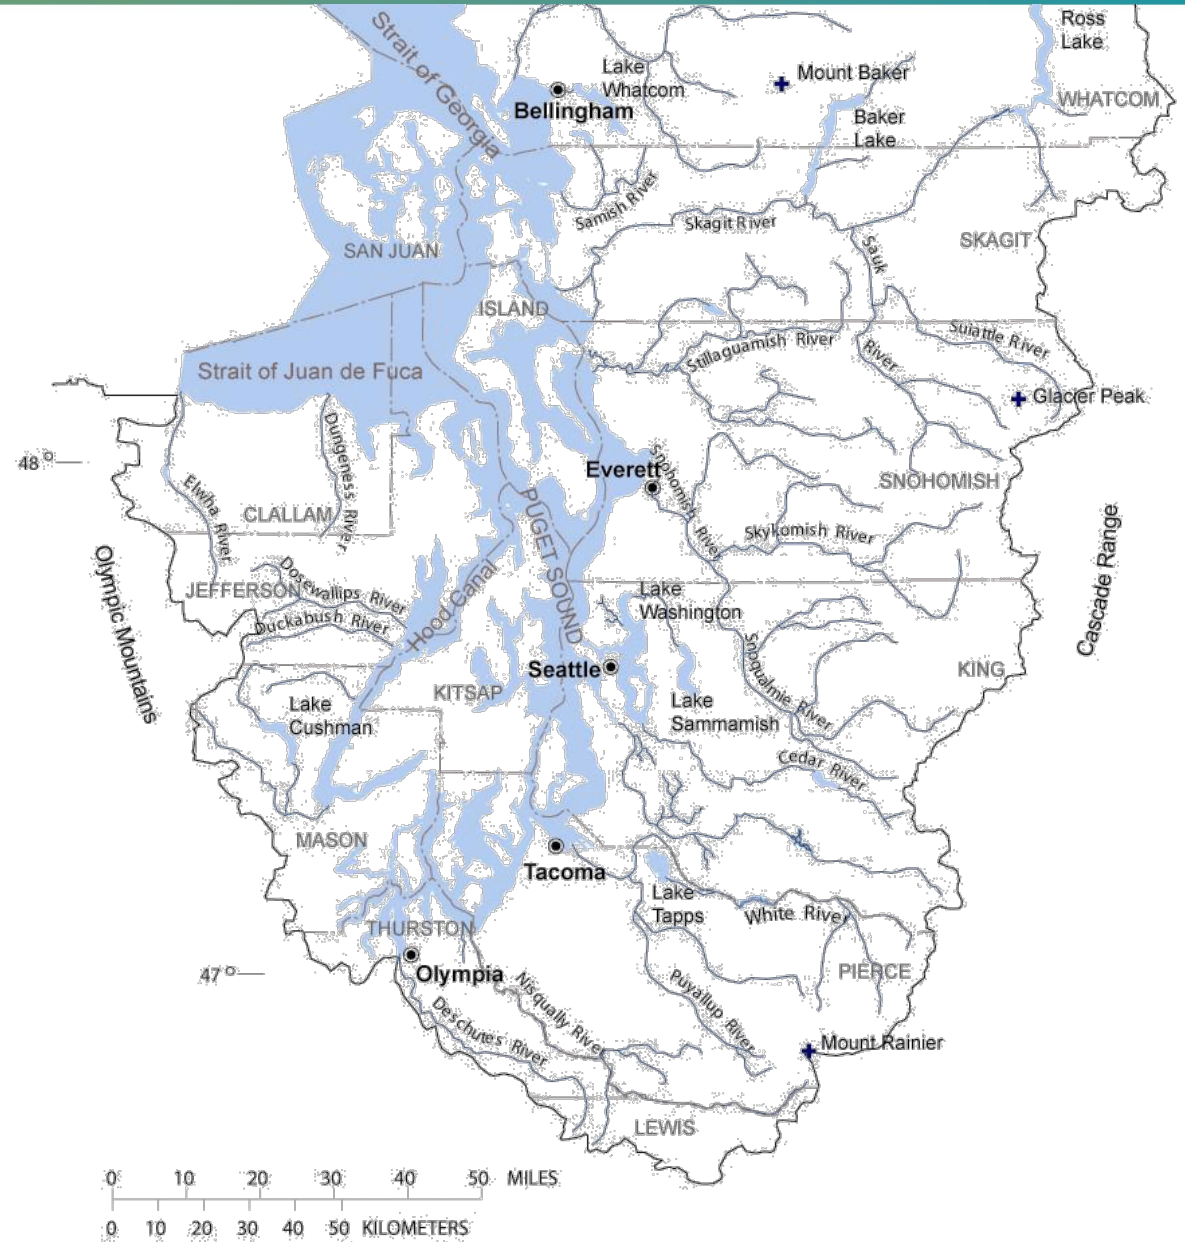 Strait of Georgia
Ross
Lake
Lake
Whatcom
Mount Baker
Bellingham
WHATCOM
Baker
Lake
Samish River
Skagit River
SKAGIT
SAN JUAN
Sauk
River
ISLAND
Suiattle River
Stillaguamish River
Strait of Juan de Fuca
Glacier Peak
Dungeness River
48°
Everett
Snohomish River
SNOHOMISH
Elwha River
CLALLAM
PUGET SOUND
Skykomish River
Olympic Mountains
Cascade Range
Dosewallips River
JEFFERSON
Hood Canal
Lake
Washington
Duckabush River
Seattle
Snoqualmie River
KING
KITSAP
Lake
Cushman
Lake
Sammamish
Cedar River
MASON
Tacoma
Lake
Tapps
White River
THURSTON
47°
Olympia
PIERCE
Nisqually River
Puyallup River
Deschutes River
Mount Rainier
LEWIS
0 10 20 30 40 50 MILES
0 10 20 30 40 50 KILOMETERS